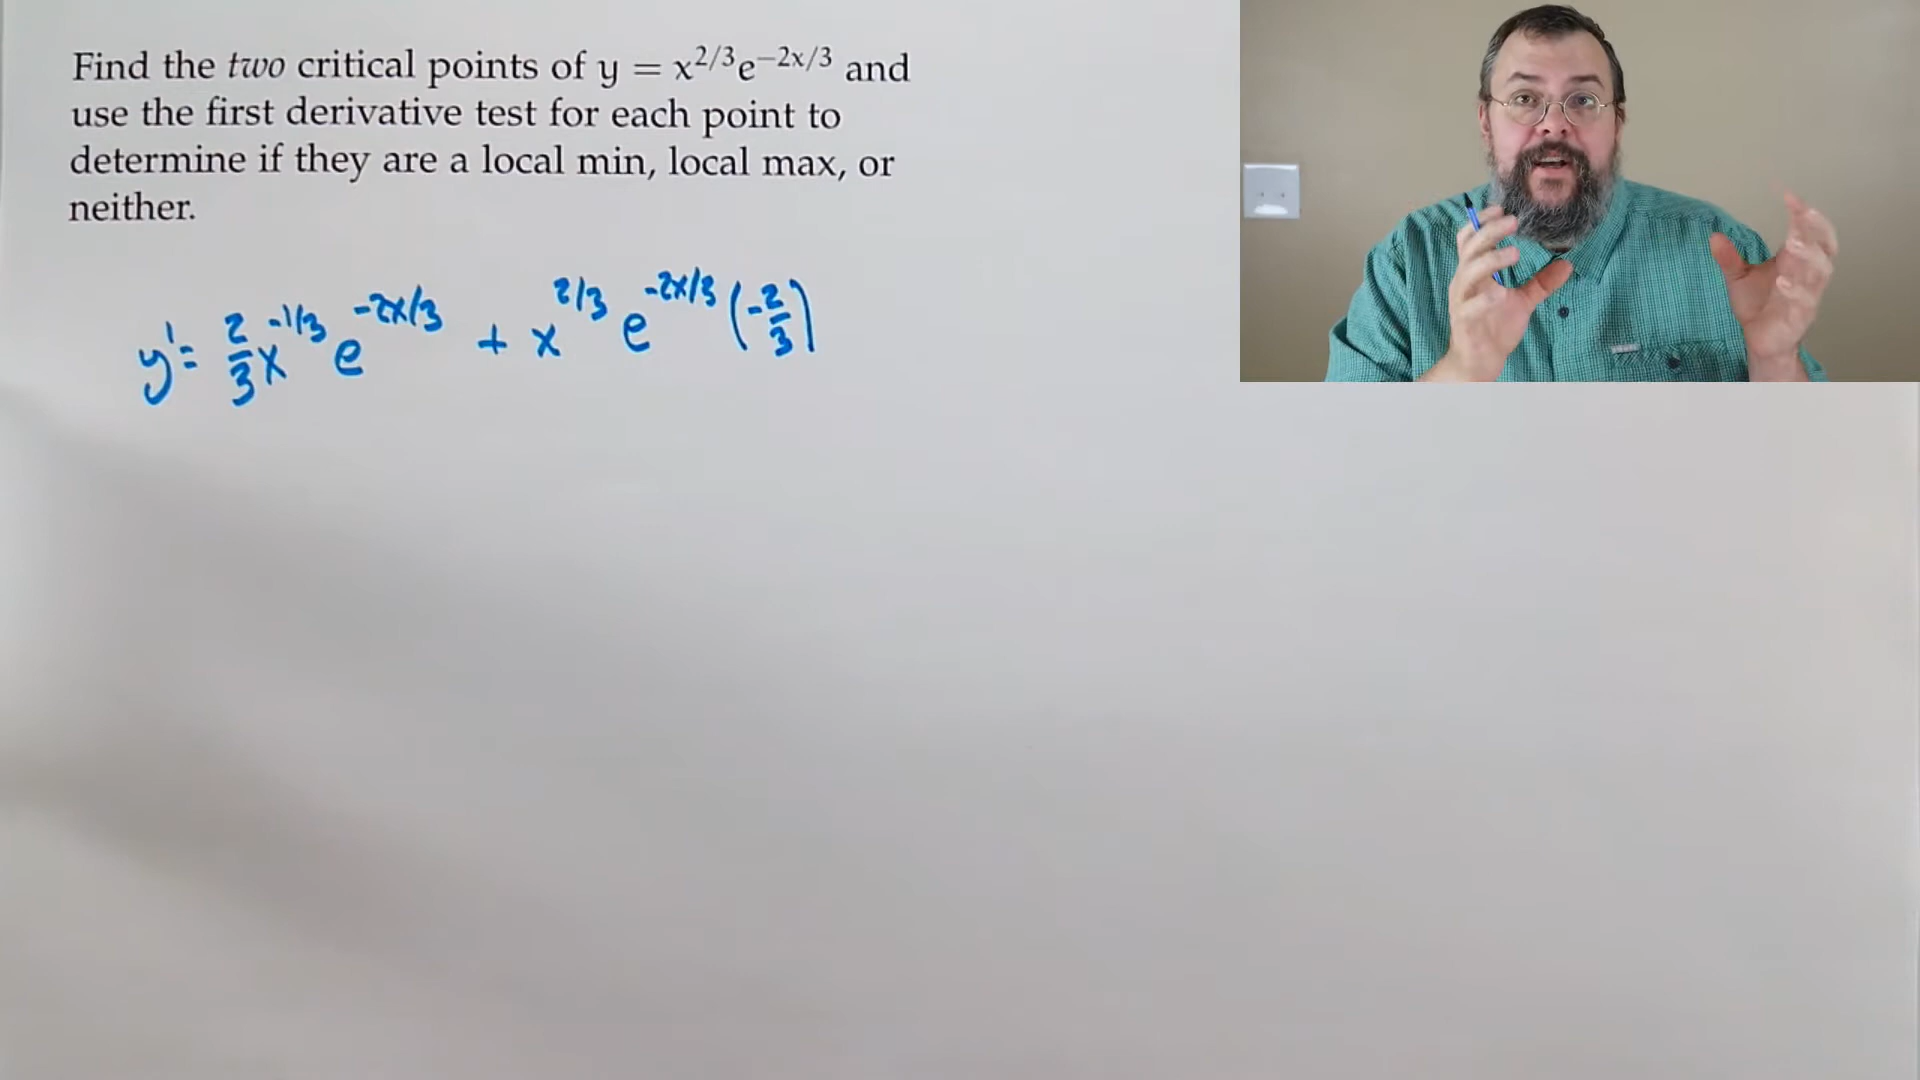 Find the two critical points of y = x^{2/3}e^{-2x/3} and
use the first derivative test for each point to
determine if they are a local min, local max, or
neither.
y' = \frac{2}{3}x^{-1/3} e^{-2x/3} + x^{2/3} e^{-2x/3} (-\frac{2}{3})